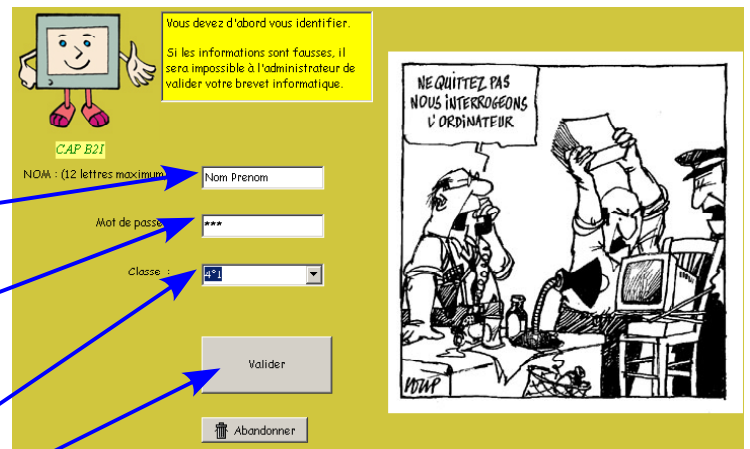 Vous devez d'abord vous identifier.
Si les informations sont fausses, il
sera impossible à l'administrateur de
valider votre brevet informatique.
CAP B2I
NOM : (12 lettres maximum
Nom Prenom
Mot de passe
***
Classe :
4°1
Valider
Abandonner
NE QUITTEZ PAS
NOUS INTERROGEONS
L'ORDINATEUR
LOUP